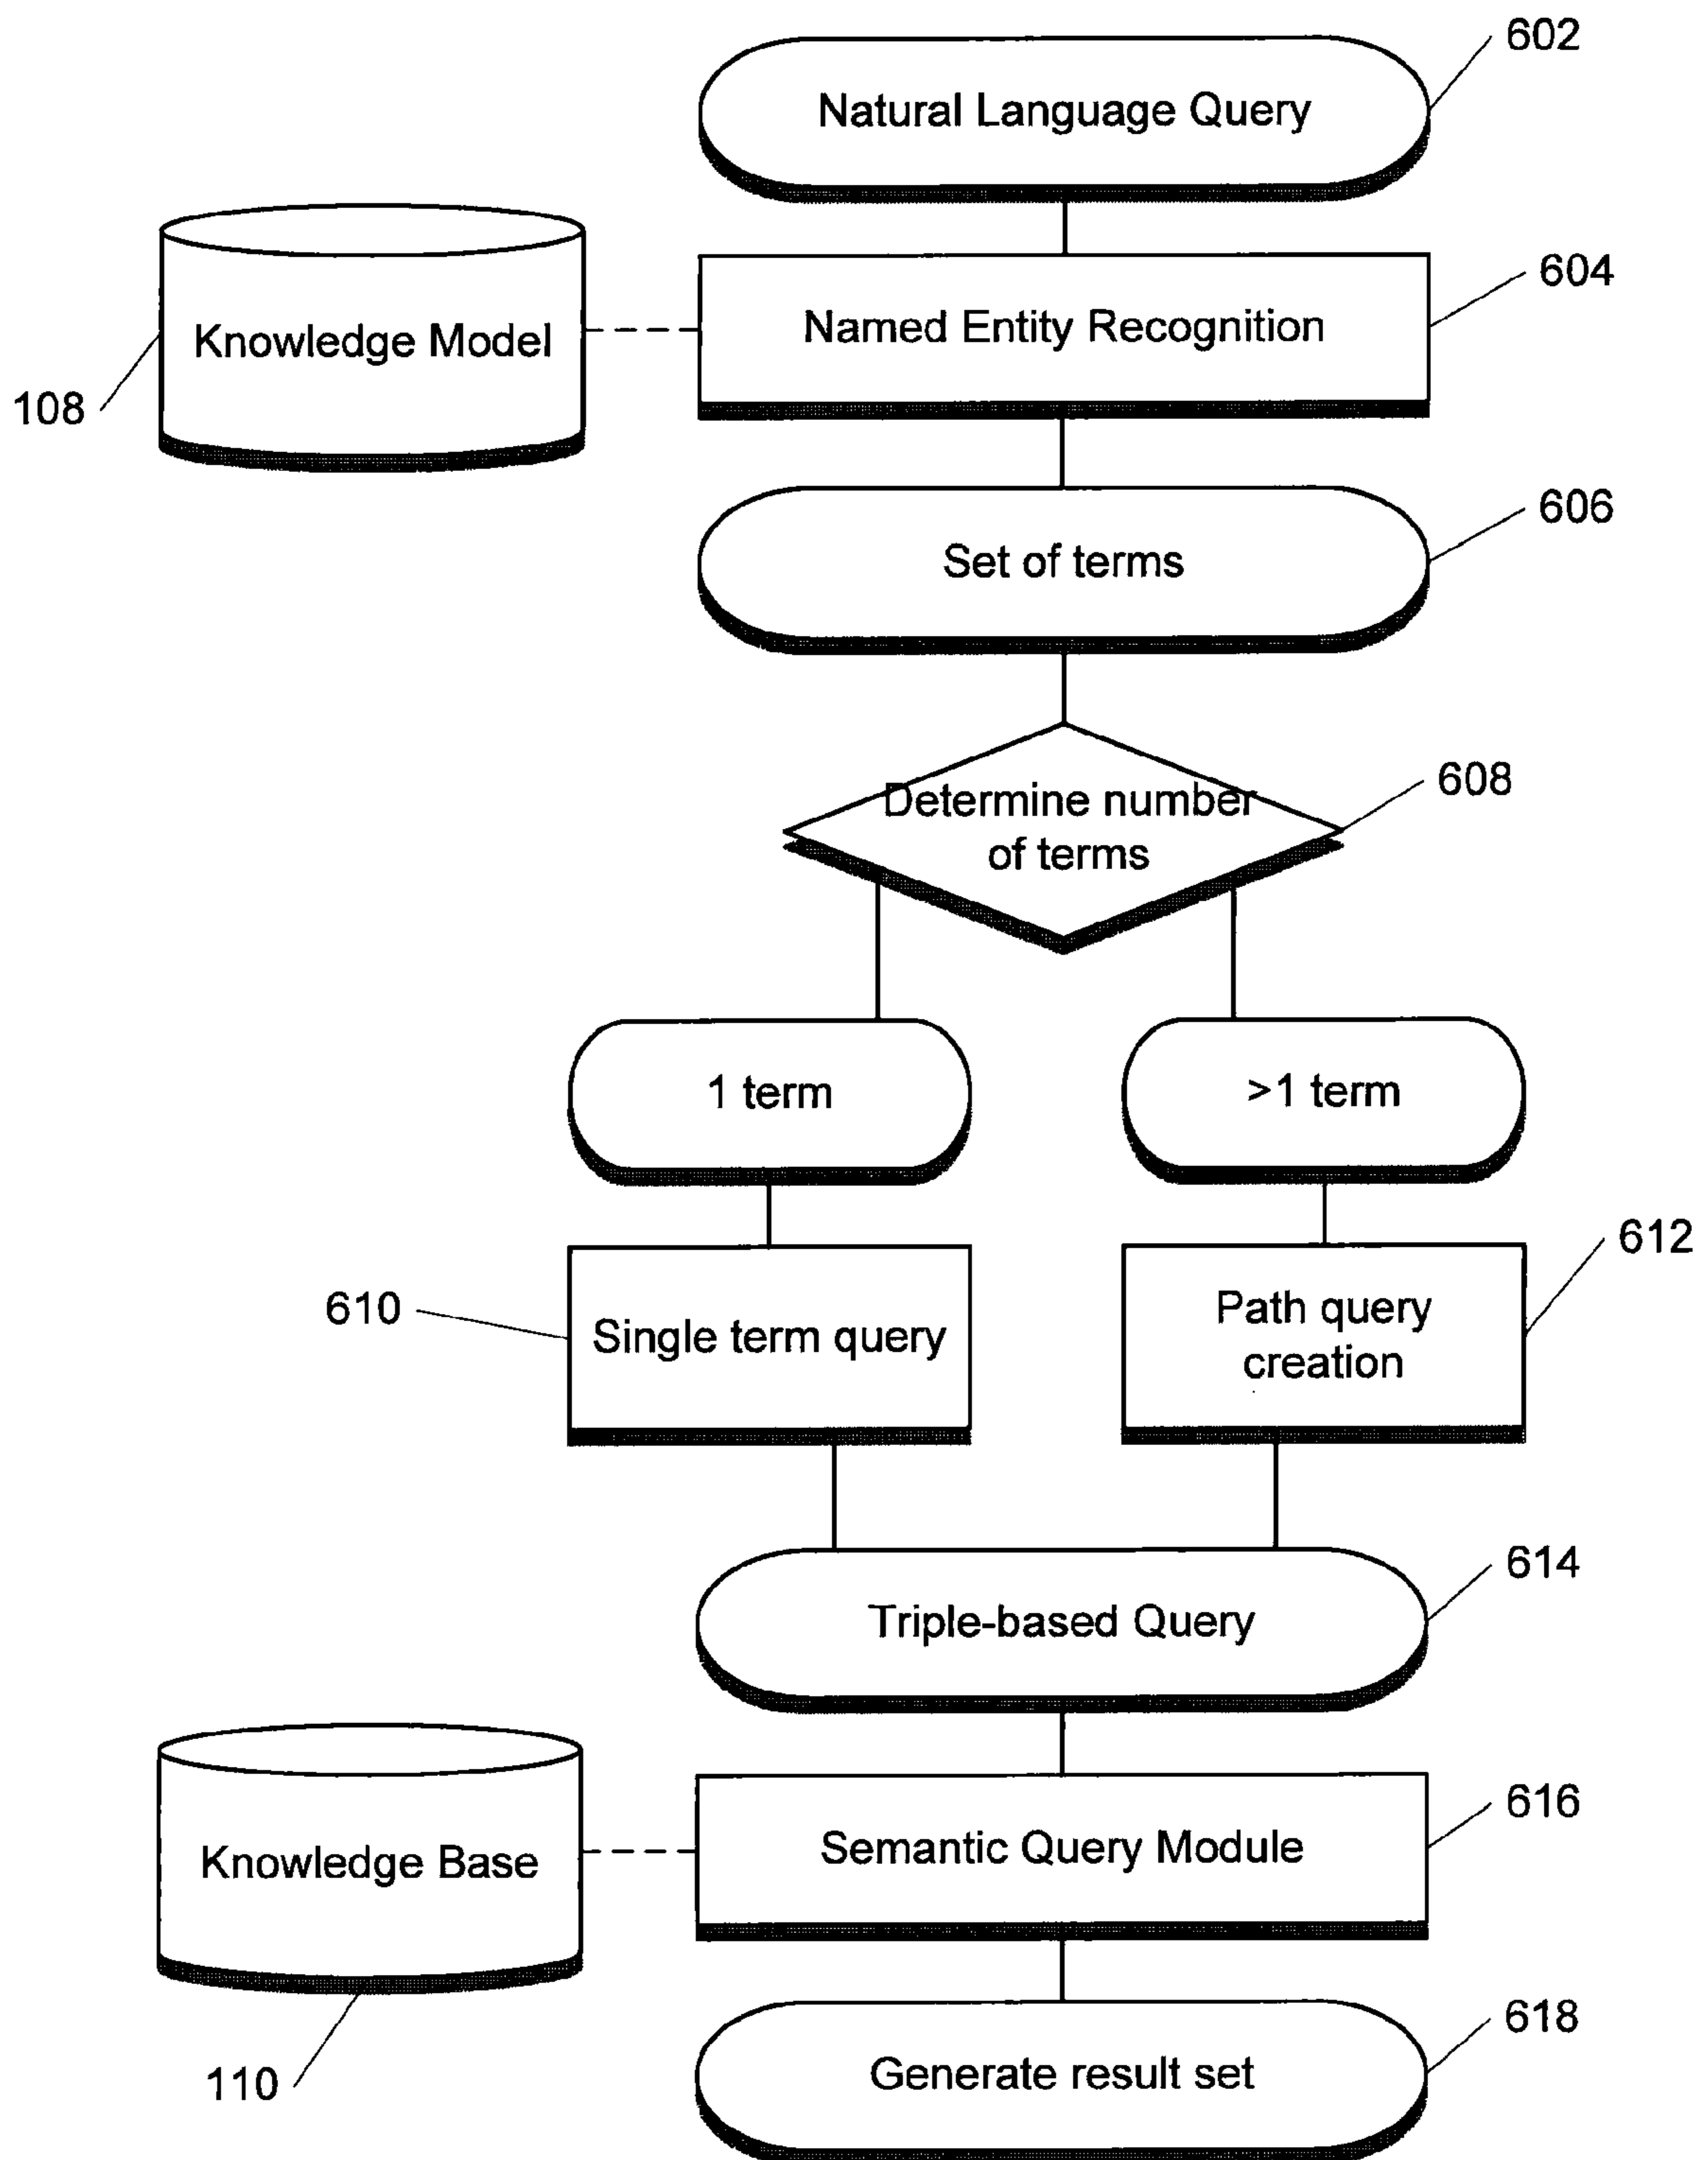 602
Natural Language Query
604
Named Entity Recognition
Knowledge Model
108
606
Set of terms
608
Determine number
of terms
1 term
>1 term
612
610
Single term query
Path query
creation
614
Triple-based Query
616
Semantic Query Module
Knowledge Base
618
Generate result set
110